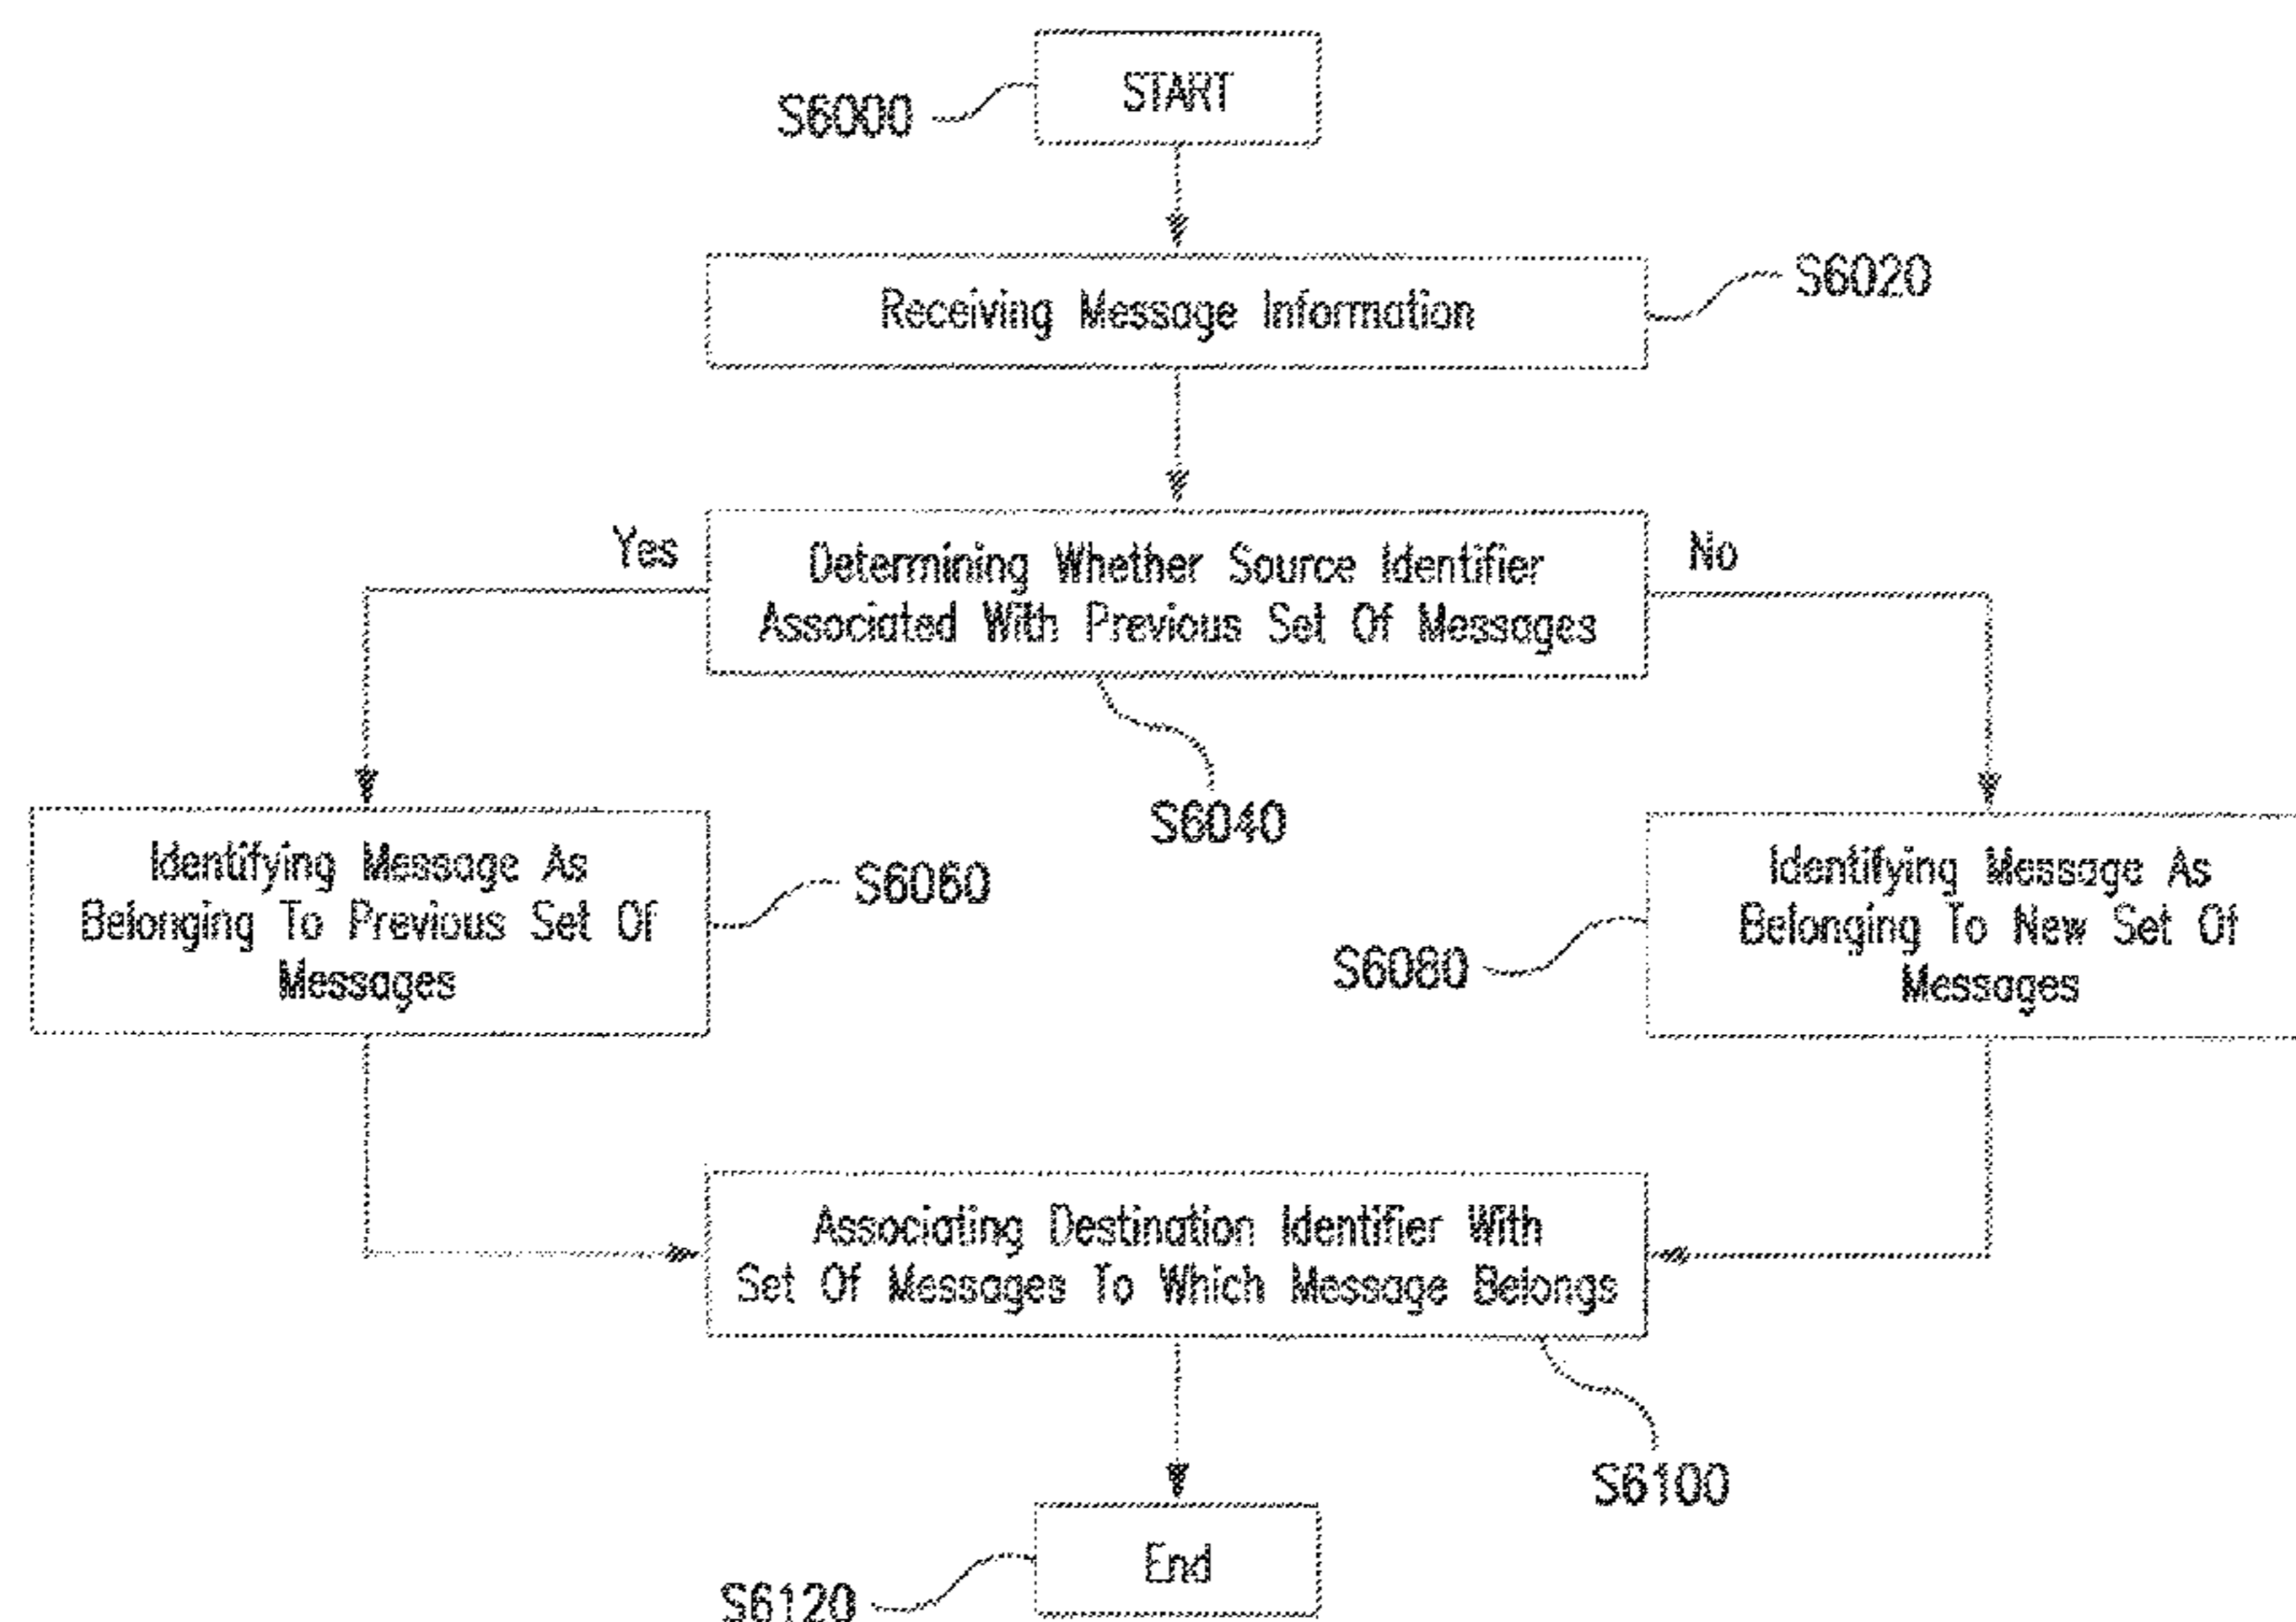 START
S6000
Receiving Message Information
S6020
Yes
Determining Whether Source Identifier
Associated With Previous Set Of Messages
No
S6040
Identifying Message As
Belonging To Previous Set Of
Messages
S6060
Identifying Message As
Belonging To New Set Of
Messages
S6080
Associating Destination Identifier With
Set Of Messages To Which Message Belongs
S6100
End
S6120